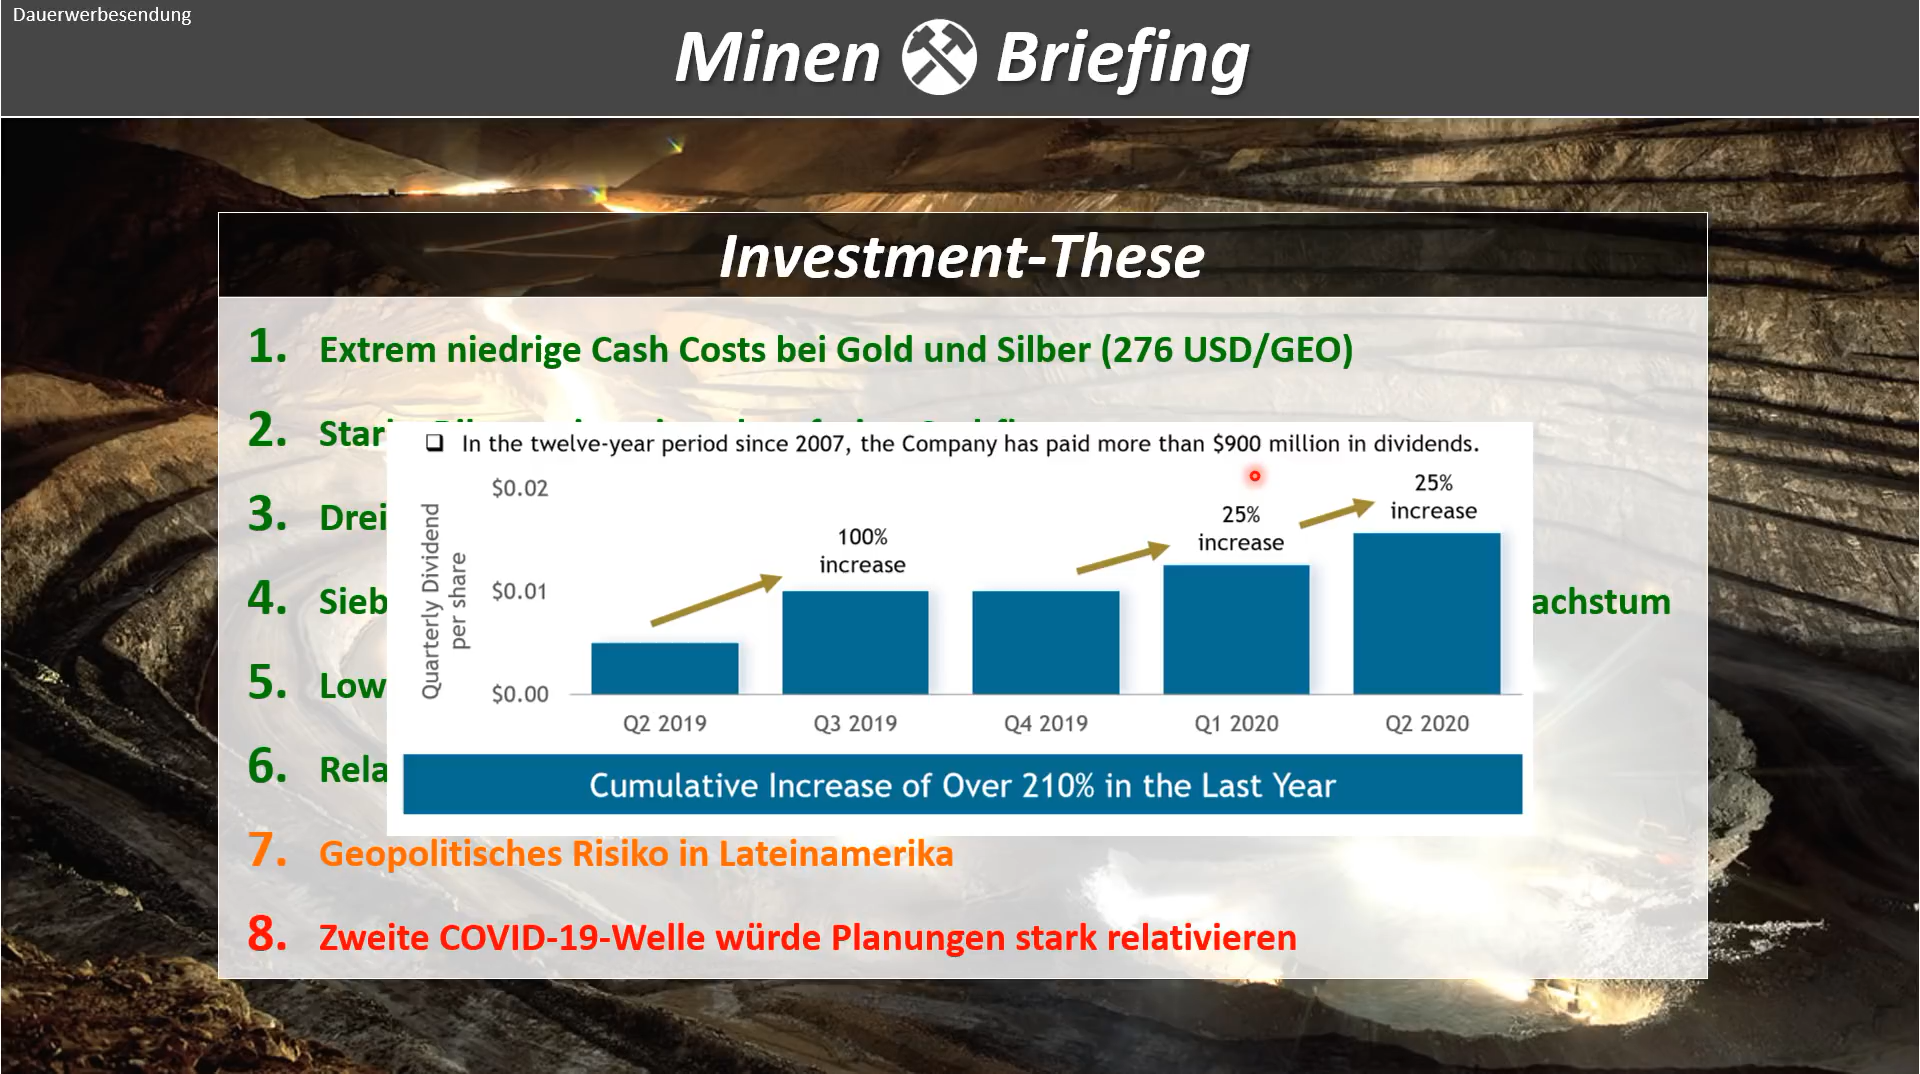 Dauerwerbesendung
Minen Briefing
Investment-These
1. Extrem niedrige Cash Costs bei Gold und Silber (276 USD/GEO)
2.
3. Drei
4. Sieb achstum
5. Low
6. Rela
7. Geopolitisches Risiko in Lateinamerika
8. Zweite COVID-19-Welle würde Planungen stark relativieren
❑ In the twelve-year period since 2007, the Company has paid more than $900 million in dividends.
Quarterly Dividend
per share
$0.02
$0.01
$0.00
100%
increase
25%
increase
25%
increase
Q2 2019 Q3 2019 Q4 2019 Q1 2020 Q2 2020
Cumulative Increase of Over 210% in the Last Year